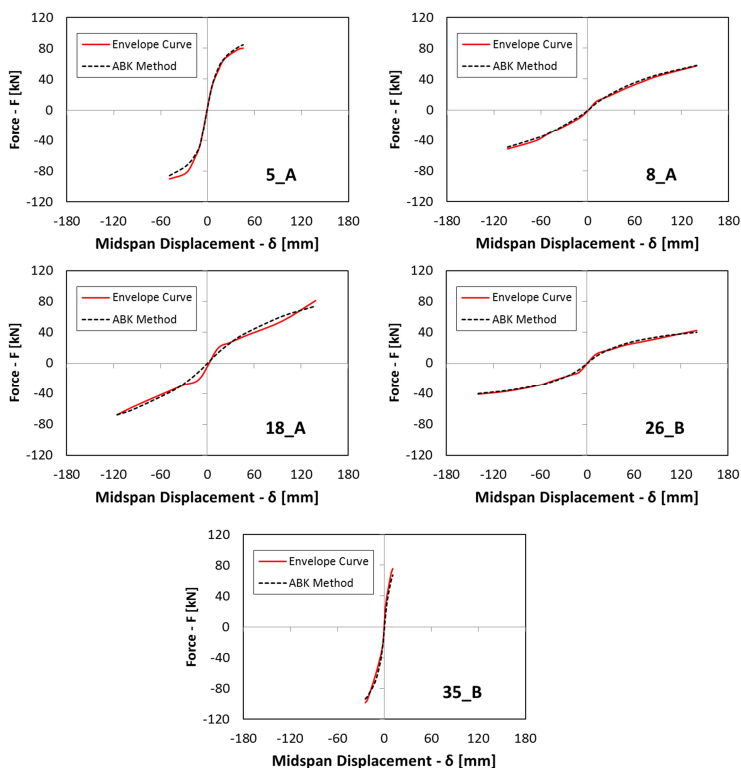 120
80
40
0
-40
-80
-120
Force - F [kN]
Envelope Curve
ABK Method
5_A
-180 -120 -60 0 60 120 180
Midspan Displacement - δ [mm]
120
80
40
0
-40
-80
-120
Force - F [kN]
Envelope Curve
ABK Method
8_A
-180 -120 -60 0 60 120 180
Midspan Displacement - δ [mm]
120
80
40
0
-40
-80
-120
Force - F [kN]
Envelope Curve
ABK Method
18_A
-180 -120 -60 0 60 120 180
Midspan Displacement - δ [mm]
120
80
40
0
-40
-80
-120
Force - F [kN]
Envelope Curve
ABK Method
26_B
-180 -120 -60 0 60 120 180
Midspan Displacement - δ [mm]
120
80
40
0
-40
-80
-120
Force - F [kN]
Envelope Curve
ABK Method
35_B
-180 -120 -60 0 60 120 180
Midspan Displacement - δ [mm]